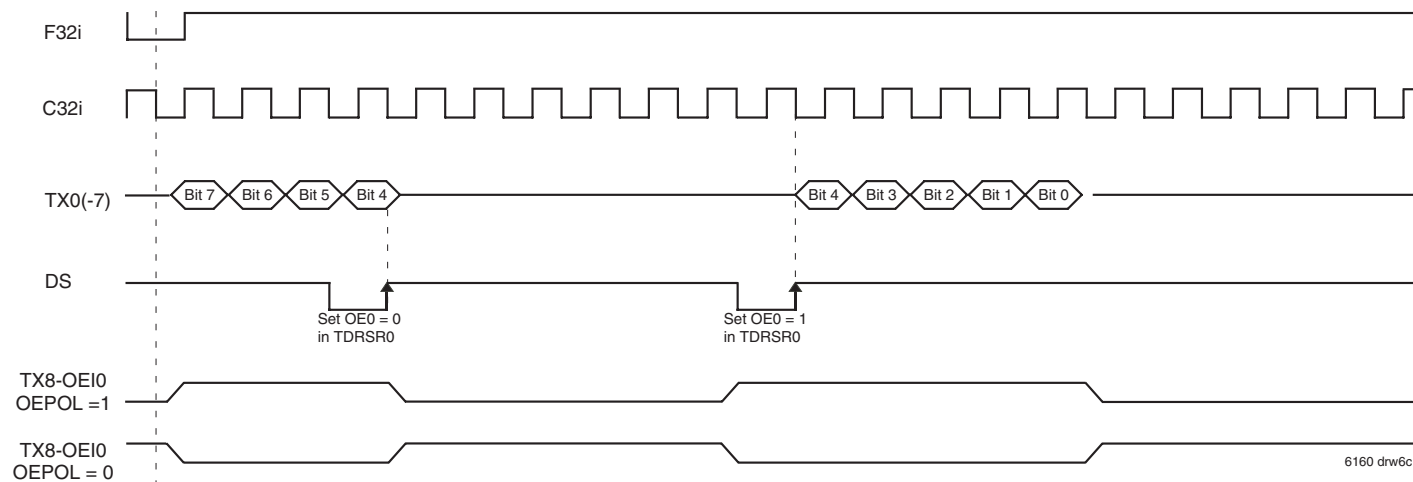 F32i
C32i
TX0(-7)
Bit 7 Bit 6 Bit 5 Bit 4 Bit 4 Bit 3 Bit 2 Bit 1 Bit 0
DS
Set OE0 = 0
in TDRSR0
Set OE0 = 1
in TDRSR0
TX8-OEI0
OEPOL =1
TX8-OEI0
OEPOL = 0
6160 drw6c